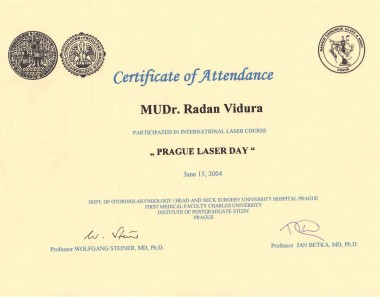 Certificate of Attendance
MUDr. Radan Vidura
PARTICIPATED IN INTERNATIONAL LASER COURSE
„ PRAGUE LASER DAY “
June 15, 2004
DEPT. OF OTORINOLARYNOLOGY / HEAD AND NECK SURGERY UNIVERSITY HOSPITAL PRAGUE
FIRST MEDICAL FACULTY CHARLES UNIVERSITY
INSTITUTE OF POSTGRADUATE STUDY
PRAGUE
Professor WOLFGANG STEINER, MD, Ph.D.
Professor JAN BETKA, MD, Ph.D.